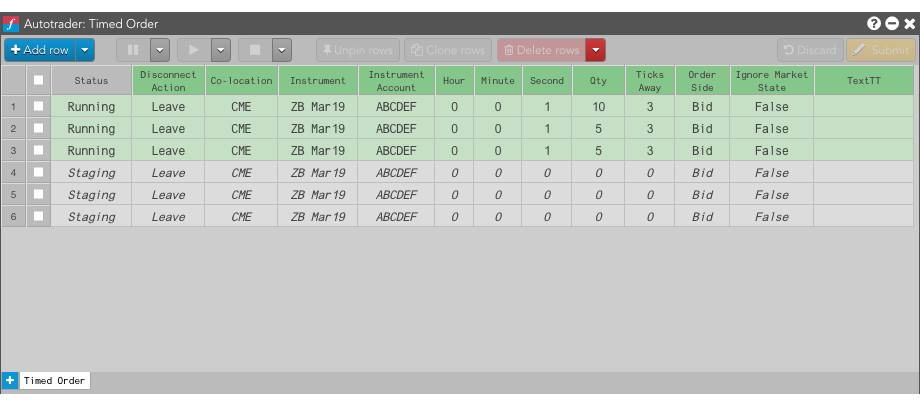 f Autotrader: Timed Order ?
+ Add row Unpin rows Clone rows Delete rows Discard Submit
Status Disconnect Action Co-location Instrument Instrument Account Hour Minute Second Qty Ticks Away Order Side Ignore Market State TextTT
1 Running Leave CME ZB Mar19 ABCDEF 0 0 1 10 3 Bid False
2 Running Leave CME ZB Mar19 ABCDEF 0 0 1 5 3 Bid False
3 Running Leave CME ZB Mar19 ABCDEF 0 0 1 5 3 Bid False
4 Staging Leave CME ZB Mar19 ABCDEF 0 0 0 0 0 Bid False
5 Staging Leave CME ZB Mar19 ABCDEF 0 0 0 0 0 Bid False
6 Staging Leave CME ZB Mar19 ABCDEF 0 0 0 0 0 Bid False
+ Timed Order